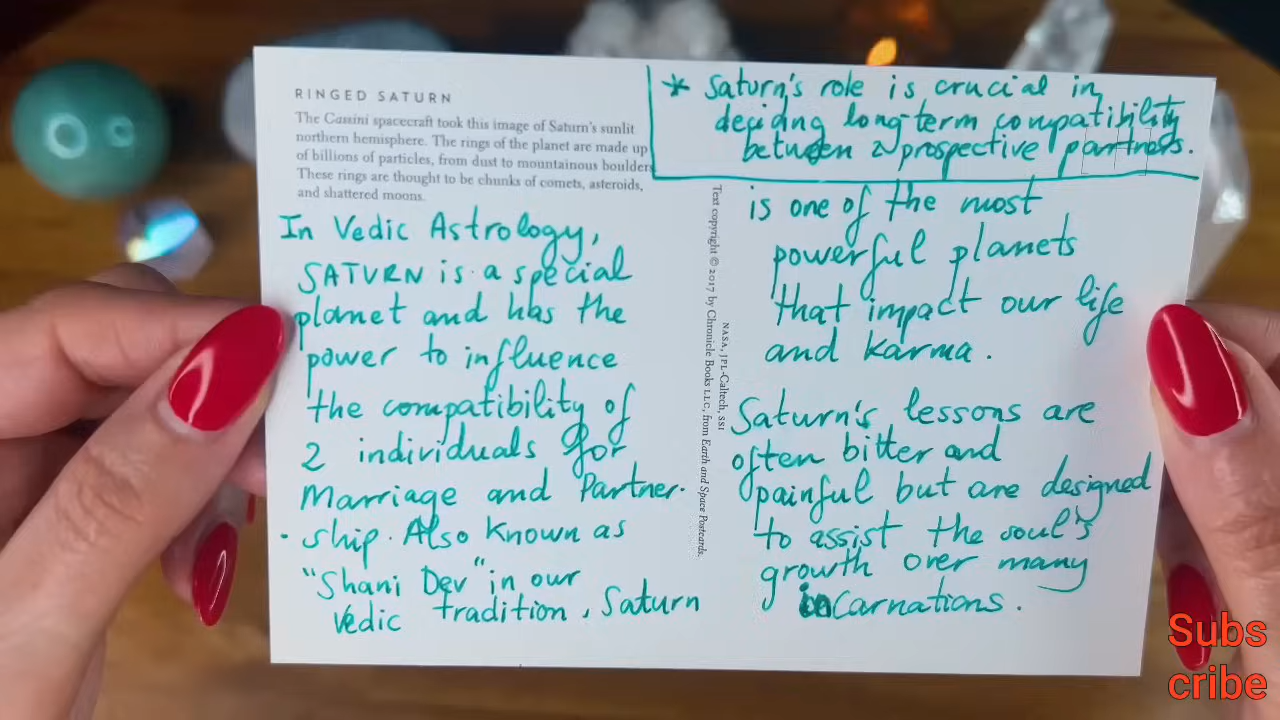 RINGED SATURN
The Cassini spacecraft took this image of Saturn's sunlit
northern hemisphere. The rings of the planet are made up
of billions of particles, from dust to mountainous boulders
These rings are thought to be chunks of comets, asteroids,
and shattered moons.
In Vedic Astrology,
SATURN is a special
planet and has the
power to influence
the compatibility of
2 individuals for
Marriage and Partner-
-ship. Also known as
"Shani Dev" in our
Vedic tradition, Saturn
Text copyright © 2017 by Chronicle Books LLC, from Earth and Space Postcards.
NASA, JPL-Caltech, SSI
* Saturn's role is crucial in
deciding long-term compatibility
between 2 prospective partners.
is one of the most
powerful planets
that impact our life
and karma.
Saturn's lessons are
often bitter and
painful but are designed
to assist the soul's
growth over many
incarnations.
Subs
cribe